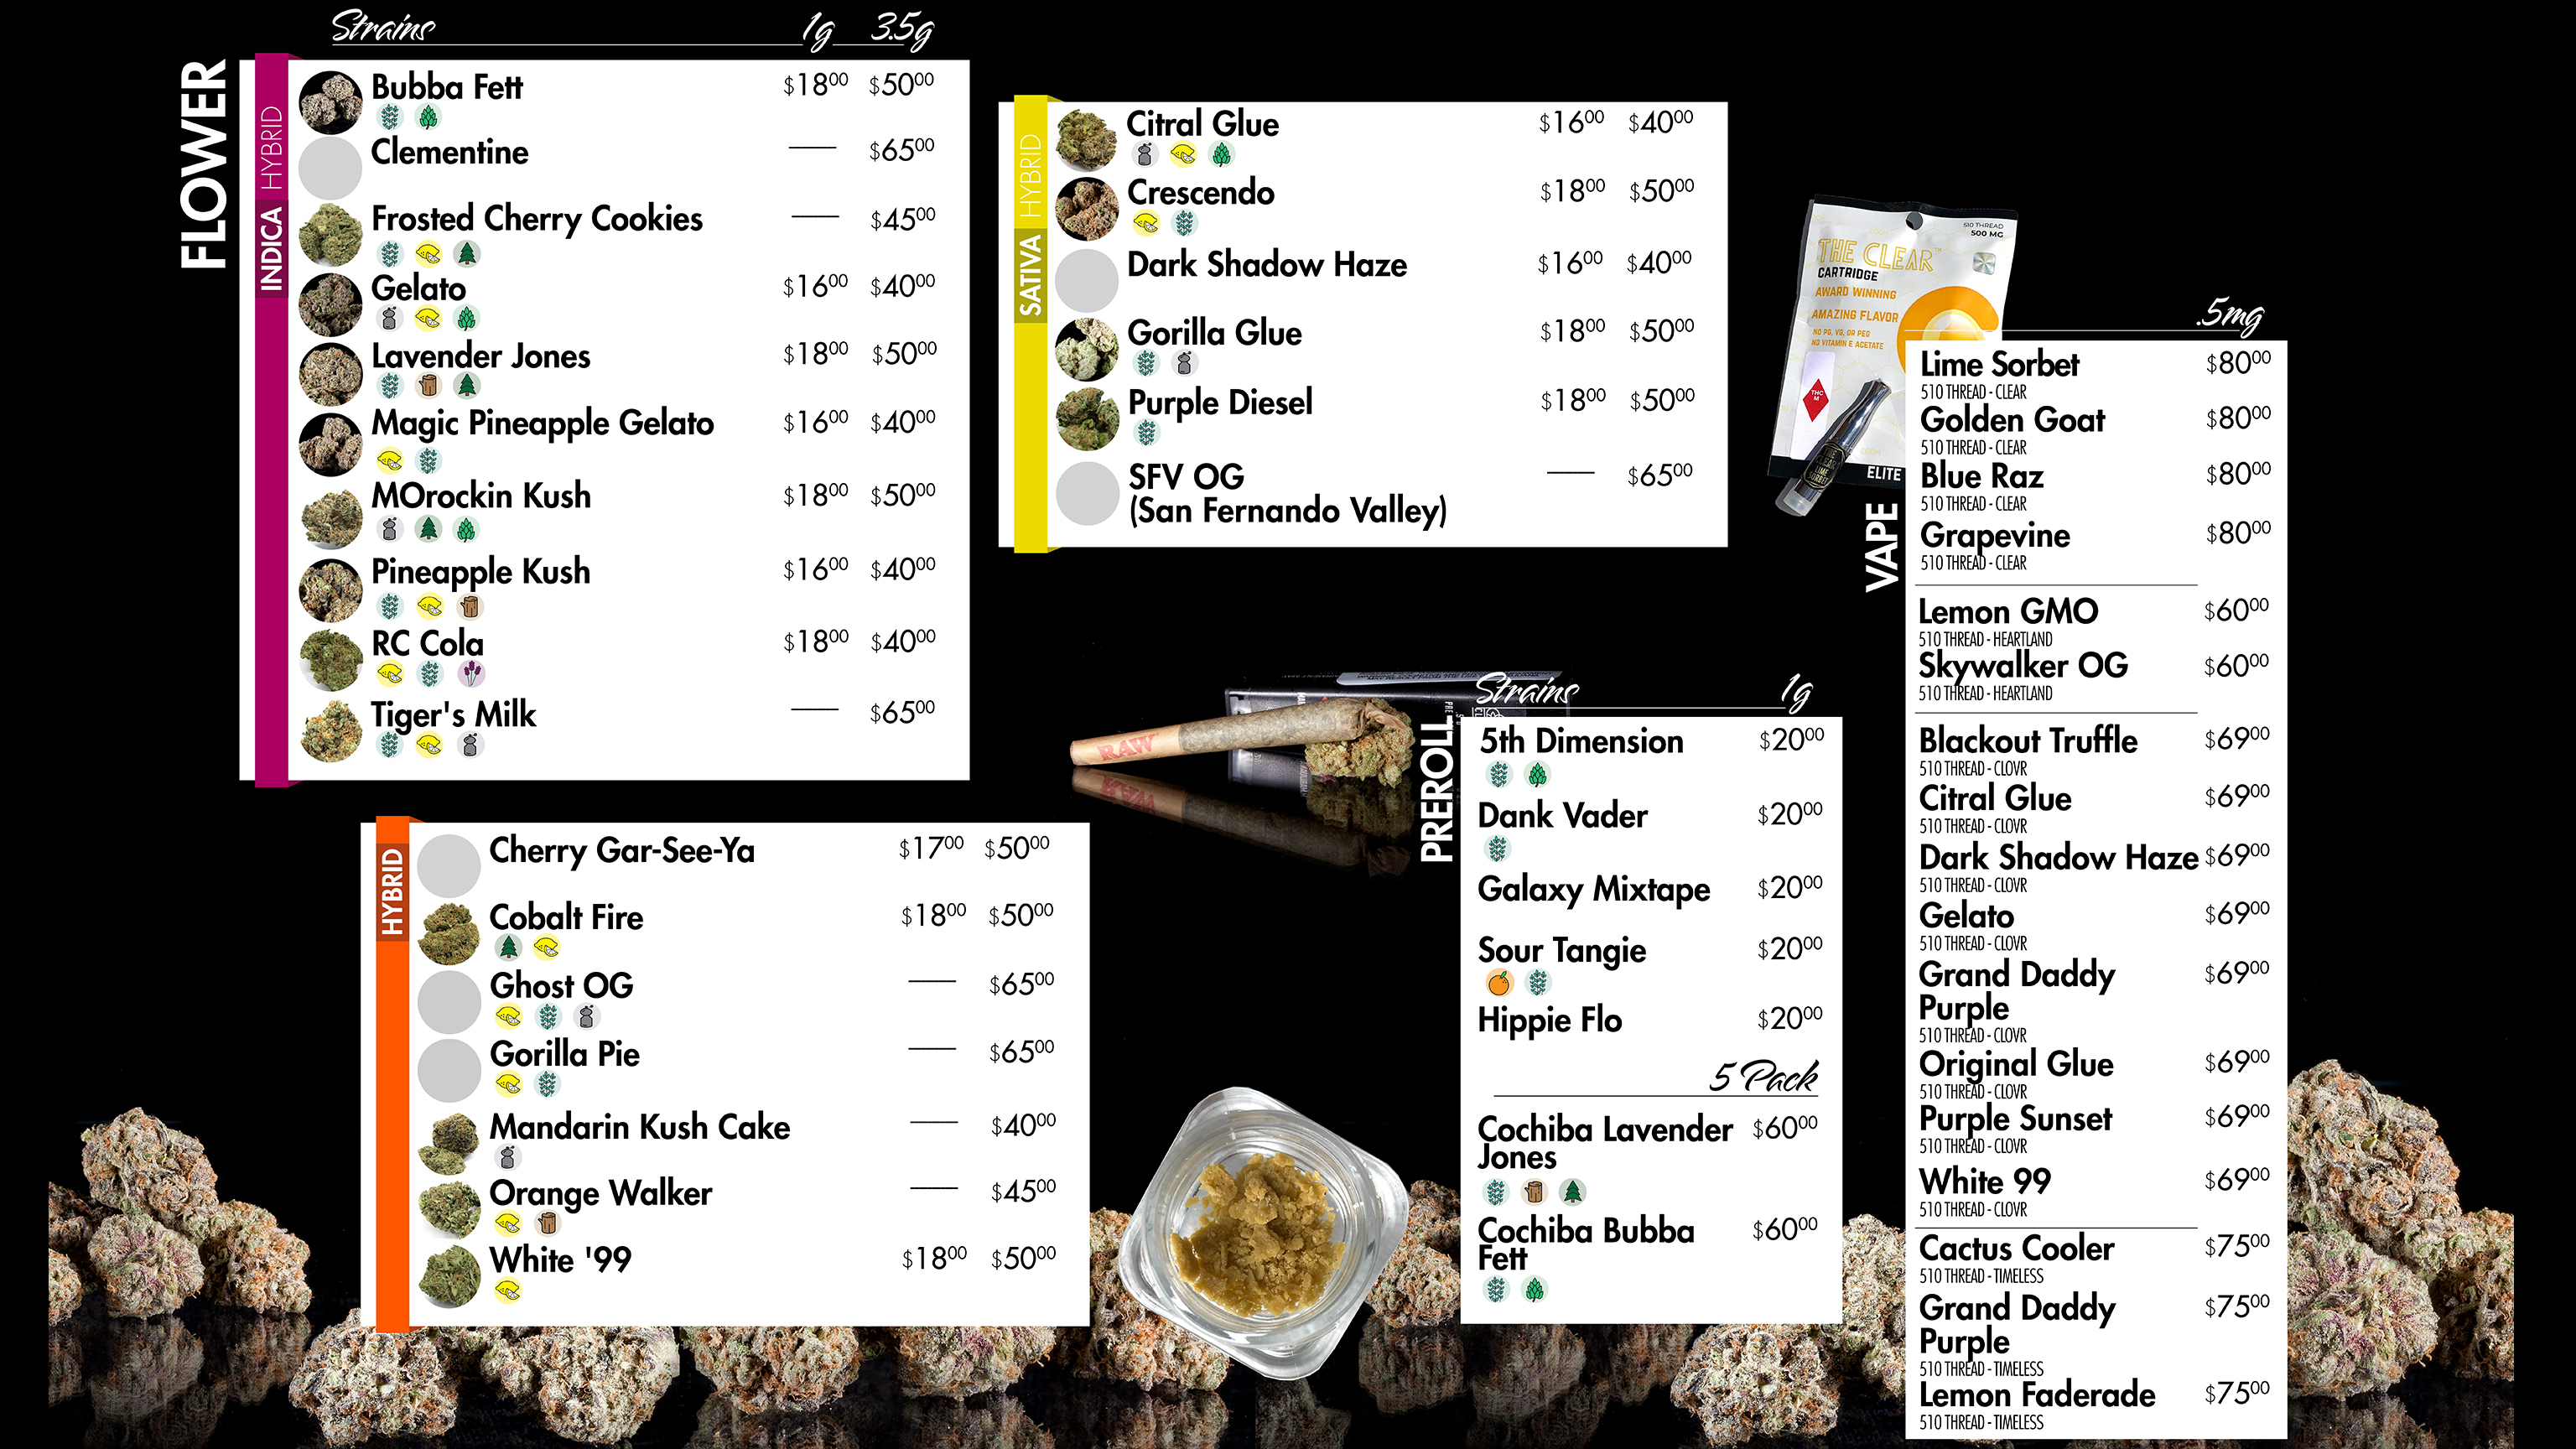 FLOWER
Strains 1g 3.5g
INDICA HYBRID
Bubba Fett $18.00 $50.00
Clementine —— $65.00
Frosted Cherry Cookies —— $45.00
Gelato $16.00 $40.00
Lavender Jones $18.00 $50.00
Magic Pineapple Gelato $16.00 $40.00
MOrockin Kush $18.00 $50.00
Pineapple Kush $16.00 $40.00
RC Cola $18.00 $40.00
Tiger's Milk —— $65.00
HYBRID
Cherry Gar-See-Ya $17.00 $50.00
Cobalt Fire $18.00 $50.00
Ghost OG —— $65.00
Gorilla Pie —— $65.00
Mandarin Kush Cake —— $40.00
Orange Walker —— $45.00
White '99 $18.00 $50.00
SATIVA HYBRID
Citral Glue $16.00 $40.00
Crescendo $18.00 $50.00
Dark Shadow Haze $16.00 $40.00
Gorilla Glue $18.00 $50.00
Purple Diesel $18.00 $50.00
SFV OG —— $65.00
(San Fernando Valley)
RAW
PREROLL
Strains 1g
5th Dimension $20.00
Dank Vader $20.00
Galaxy Mixtape $20.00
Sour Tangie $20.00
Hippie Flo $20.00
5 Pack
Cochiba Lavender $60.00
Jones
Cochiba Bubba $60.00
Fett
510 THREAD
500 MG
THE CLEAR™
CARTRIDGE
AWARD WINNING
AMAZING FLAVOR
NO PG, VG, OR PEG
NO VITAMIN E ACETATE
THC
M
THE
CLEAR
LIME
SORBET
ELITE
VAPE
.5mg
Lime Sorbet $80.00
510 THREAD - CLEAR
Golden Goat $80.00
510 THREAD - CLEAR
Blue Raz $80.00
510 THREAD - CLEAR
Grapevine $80.00
510 THREAD - CLEAR
Lemon GMO $60.00
510 THREAD - HEARTLAND
Skywalker OG $60.00
510 THREAD - HEARTLAND
Blackout Truffle $69.00
510 THREAD - CLOVR
Citral Glue $69.00
510 THREAD - CLOVR
Dark Shadow Haze $69.00
510 THREAD - CLOVR
Gelato $69.00
510 THREAD - CLOVR
Grand Daddy $69.00
Purple
510 THREAD - CLOVR
Original Glue $69.00
510 THREAD - CLOVR
Purple Sunset $69.00
510 THREAD - CLOVR
White 99 $69.00
510 THREAD - CLOVR
Cactus Cooler $75.00
510 THREAD - TIMELESS
Grand Daddy $75.00
Purple
510 THREAD - TIMELESS
Lemon Faderade $75.00
510 THREAD - TIMELESS